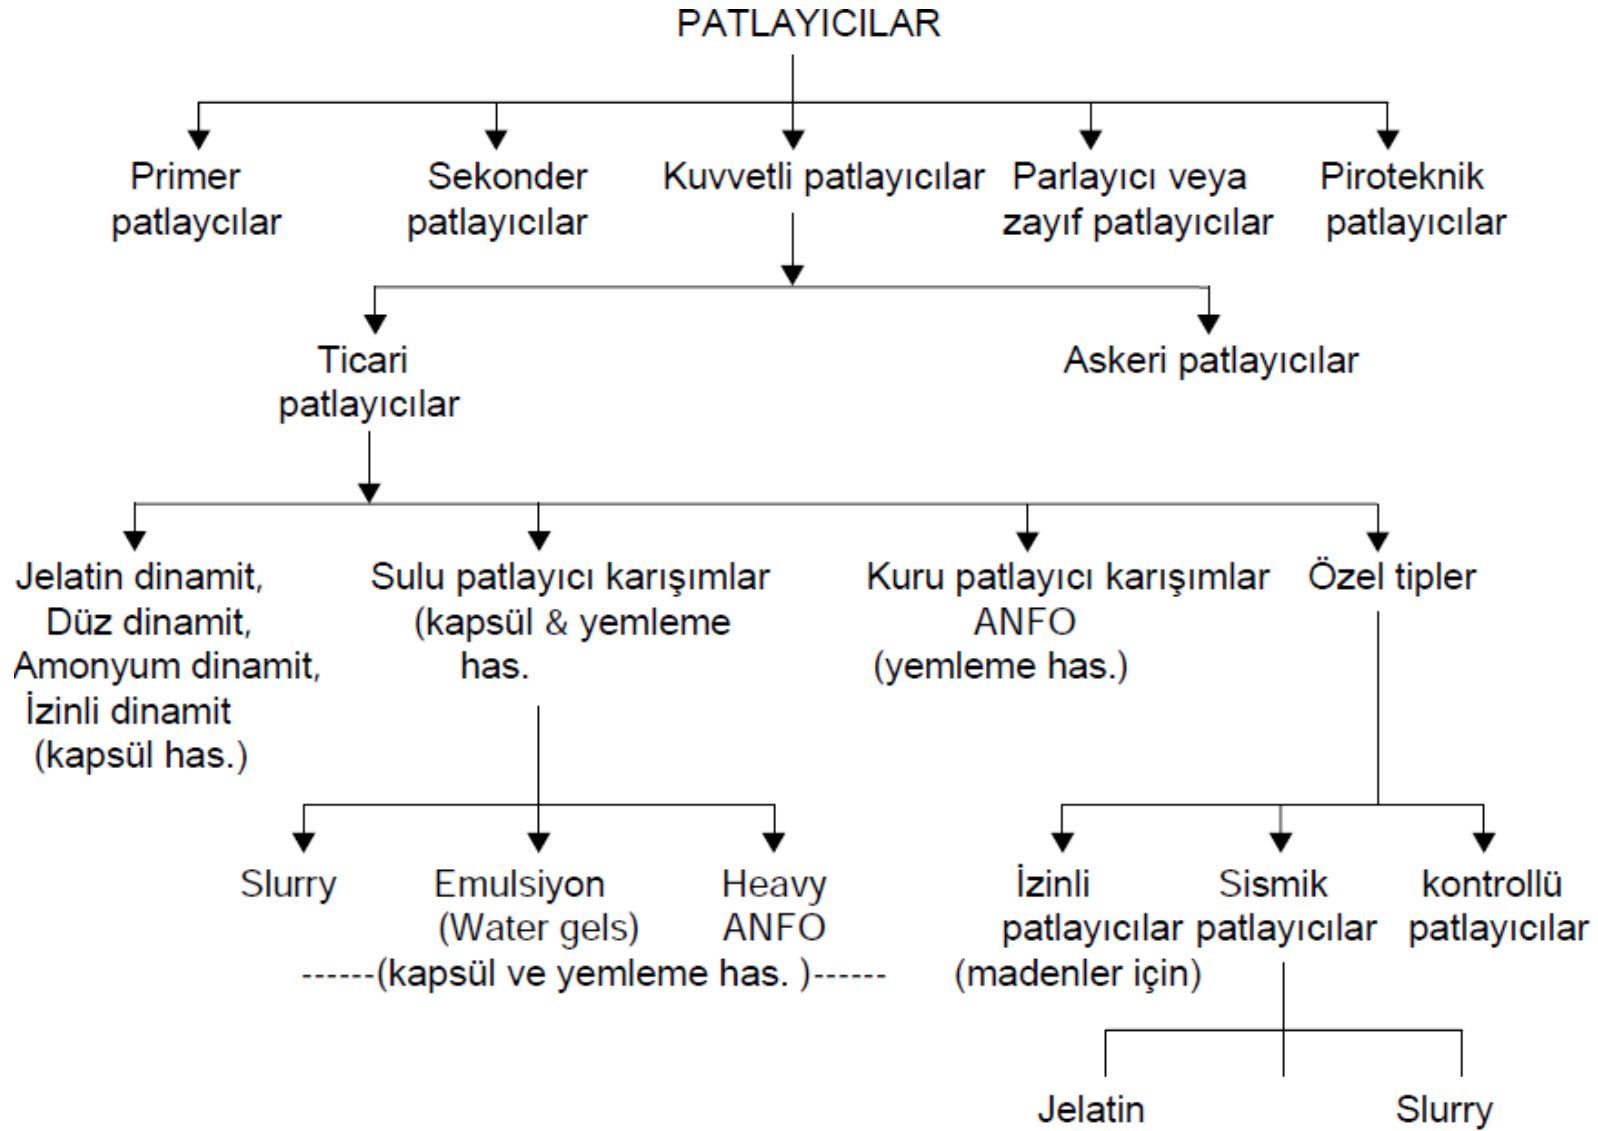 PATLAYICILAR
Primer
patlaycılar
Sekonder
patlayıcılar
Kuvvetli patlayıcılar
Parlayıcı veya
zayıf patlayıcılar
Piroteknik
patlayıcılar
Ticari
patlayıcılar
Askeri patlayıcılar
Jelatin dinamit,
Düz dinamit,
Amonyum dinamit,
İzinli dinamit
(kapsül has.)
Sulu patlayıcı karışımlar
(kapsül & yemleme
has.
Kuru patlayıcı karışımlar
ANFO
(yemleme has.)
Özel tipler
Slurry
Emulsiyon
(Water gels)
Heavy
ANFO
------(kapsül ve yemleme has. )------
İzinli
patlayıcılar
(madenler için)
Sismik
patlayıcılar
kontrollü
patlayıcılar
Jelatin
Slurry